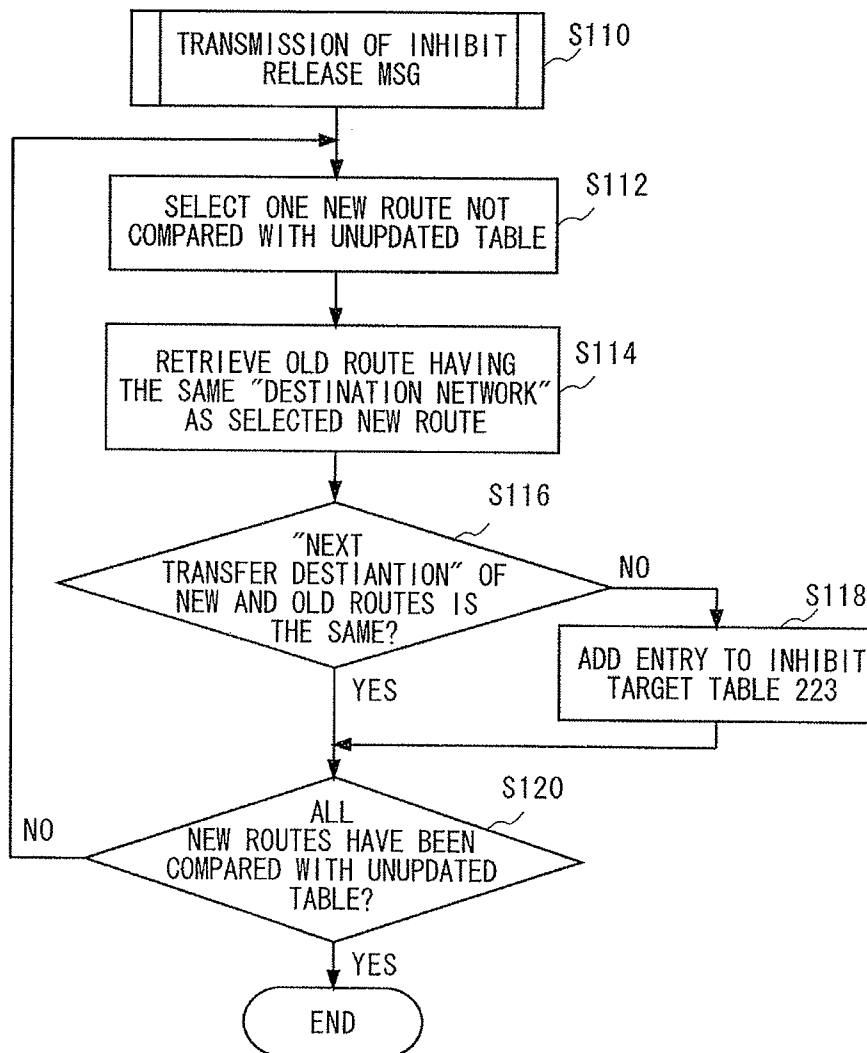 TRANSMISSION OF INHIBIT
RELEASE MSG
S110
S112
SELECT ONE NEW ROUTE NOT
COMPARED WITH UNUPDATED TABLE
S114
RETRIEVE OLD ROUTE HAVING
THE SAME "DESTINATION NETWORK"
AS SELECTED NEW ROUTE
S116
"NEXT
TRANSFER DESTIANTION" OF
NEW AND OLD ROUTES IS
THE SAME?
NO
S118
ADD ENTRY TO INHIBIT
TARGET TABLE 223
YES
S120
ALL
NEW ROUTES HAVE BEEN
COMPARED WITH UNUPDATED
TABLE?
NO
YES
END